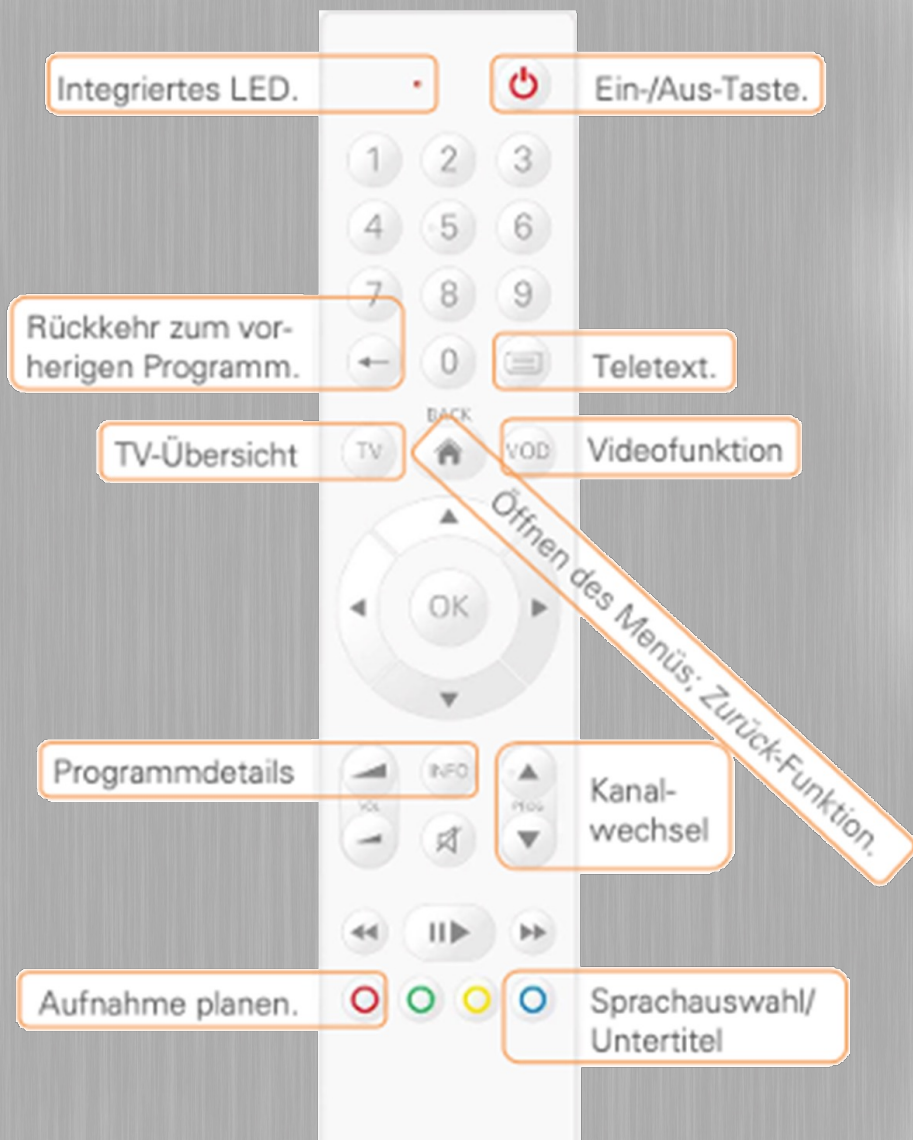 Integriertes LED.
Ein-/Aus-Taste.
1 2 3
4 5 6
7 8 9
Rückkehr zum vor-
herigen Programm.
0
Teletext.
BACK
TV-Übersicht
TV
VOD
Videofunktion
Öffnen des Menüs; Zurück-Funktion.
OK
Programmdetails
INFO
VOL
PROG
Kanal-
wechsel
Aufnahme planen.
Sprachauswahl/
Untertitel